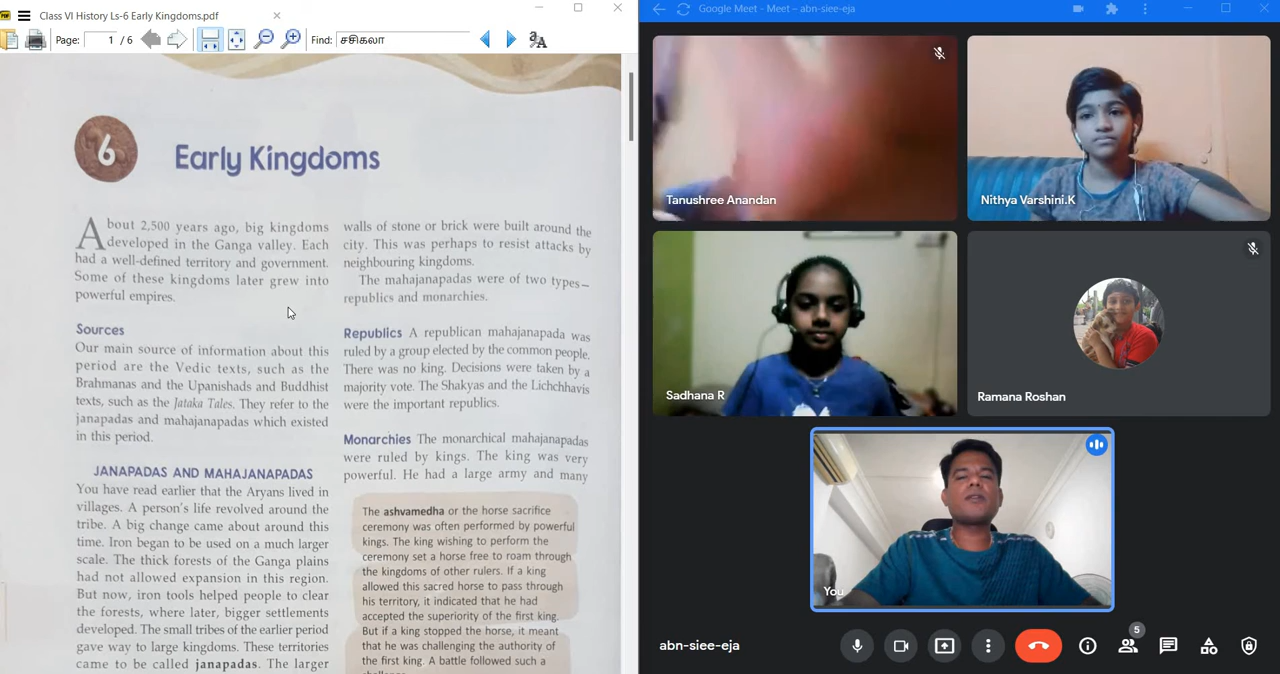 Class VI History Ls-6 Early Kingdoms.pdf
Page: 1 / 6 Find:
6
Early Kingdoms
About 2,500 years ago, big kingdoms
developed in the Ganga valley. Each
had a well-defined territory and government.
Some of these kingdoms later grew into
powerful empires.
Sources
Our main source of information about this
period are the Vedic texts, such as the
Brahmanas and the Upanishads and Buddhist
texts, such as the Jataka Tales. They refer to the
janapadas and mahajanapadas which existed
in this period.
JANAPADAS AND MAHAJANAPADAS
You have read earlier that the Aryans lived in
villages. A person's life revolved around the
tribe. A big change came about around this
time. Iron began to be used on a much larger
scale. The thick forests of the Ganga plains
had not allowed expansion in this region.
But now, iron tools helped people to clear
the forests, where later, bigger settlements
developed. The small tribes of the earlier period
gave way to large kingdoms. These territories
came to be called janapadas. The larger
walls of stone or brick were built around the
city. This was perhaps to resist attacks by
neighbouring kingdoms.
The mahajanapadas were of two types–
republics and monarchies.
Republics A republican mahajanapada was
ruled by a group elected by the common people.
There was no king. Decisions were taken by a
majority vote. The Shakyas and the Lichchhavis
were the important republics.
Monarchies The monarchical mahajanapadas
were ruled by kings. The king was very
powerful. He had a large army and many
The ashvamedha or the horse sacrifice
ceremony was often performed by powerful
kings. The king wishing to perform the
ceremony set a horse free to roam through
the kingdoms of other rulers. If a king
allowed this sacred horse to pass through
his territory, it indicated that he had
accepted the superiority of the first king.
But if a king stopped the horse, it meant
that he was challenging the authority of
the first king. A battle followed such a
Google Meet - Meet – abn-siee-eja
Tanushree Anandan
Nithya Varshini.K
Sadhana R
Ramana Roshan
You
abn-siee-eja
5